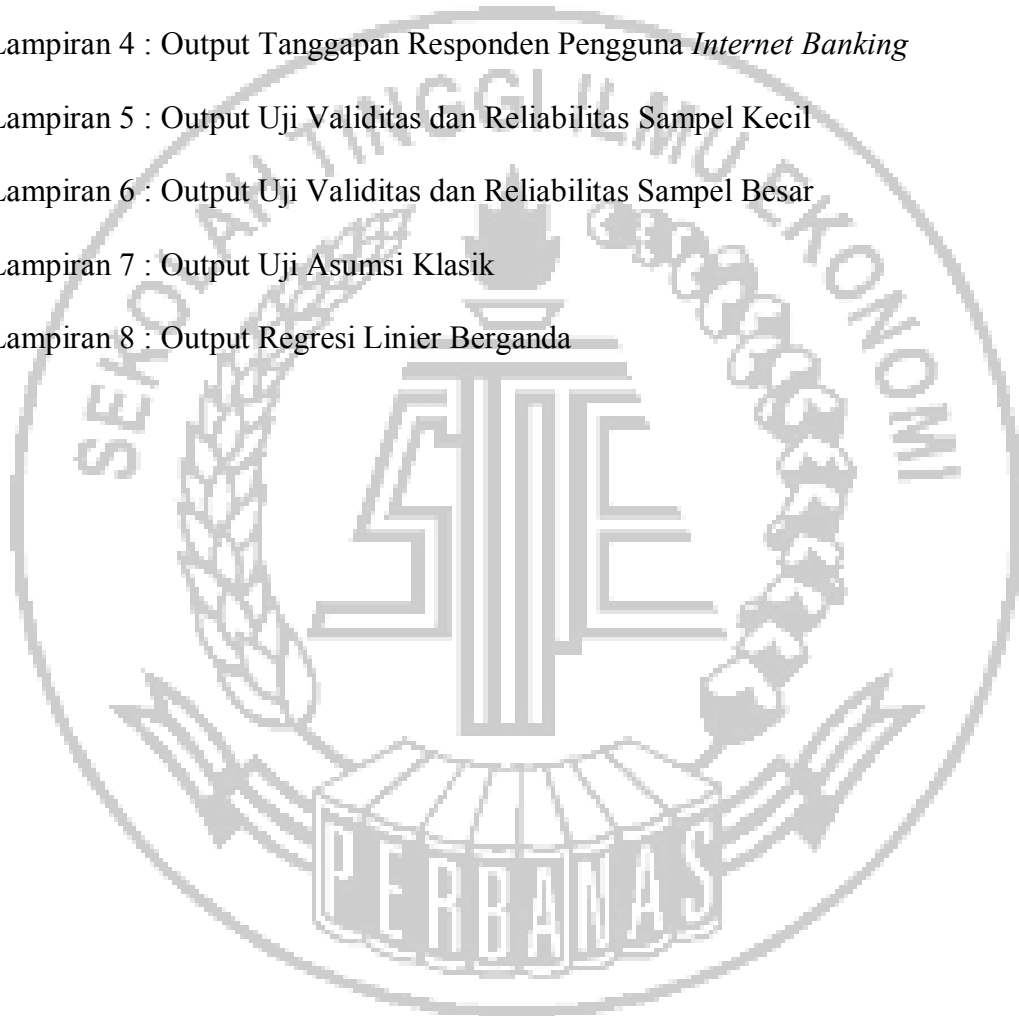 Lampiran 4 : Output Tanggapan Responden Pengguna Internet Banking
Lampiran 5 : Output Uji Validitas dan Reliabilitas Sampel Kecil
Lampiran 6 : Output Uji Validitas dan Reliabilitas Sampel Besar
Lampiran 7 : Output Uji Asumsi Klasik
Lampiran 8 : Output Regresi Linier Berganda
SEKOLAH TINGGI ILMU EKONOMI
STIE
PERBANAS